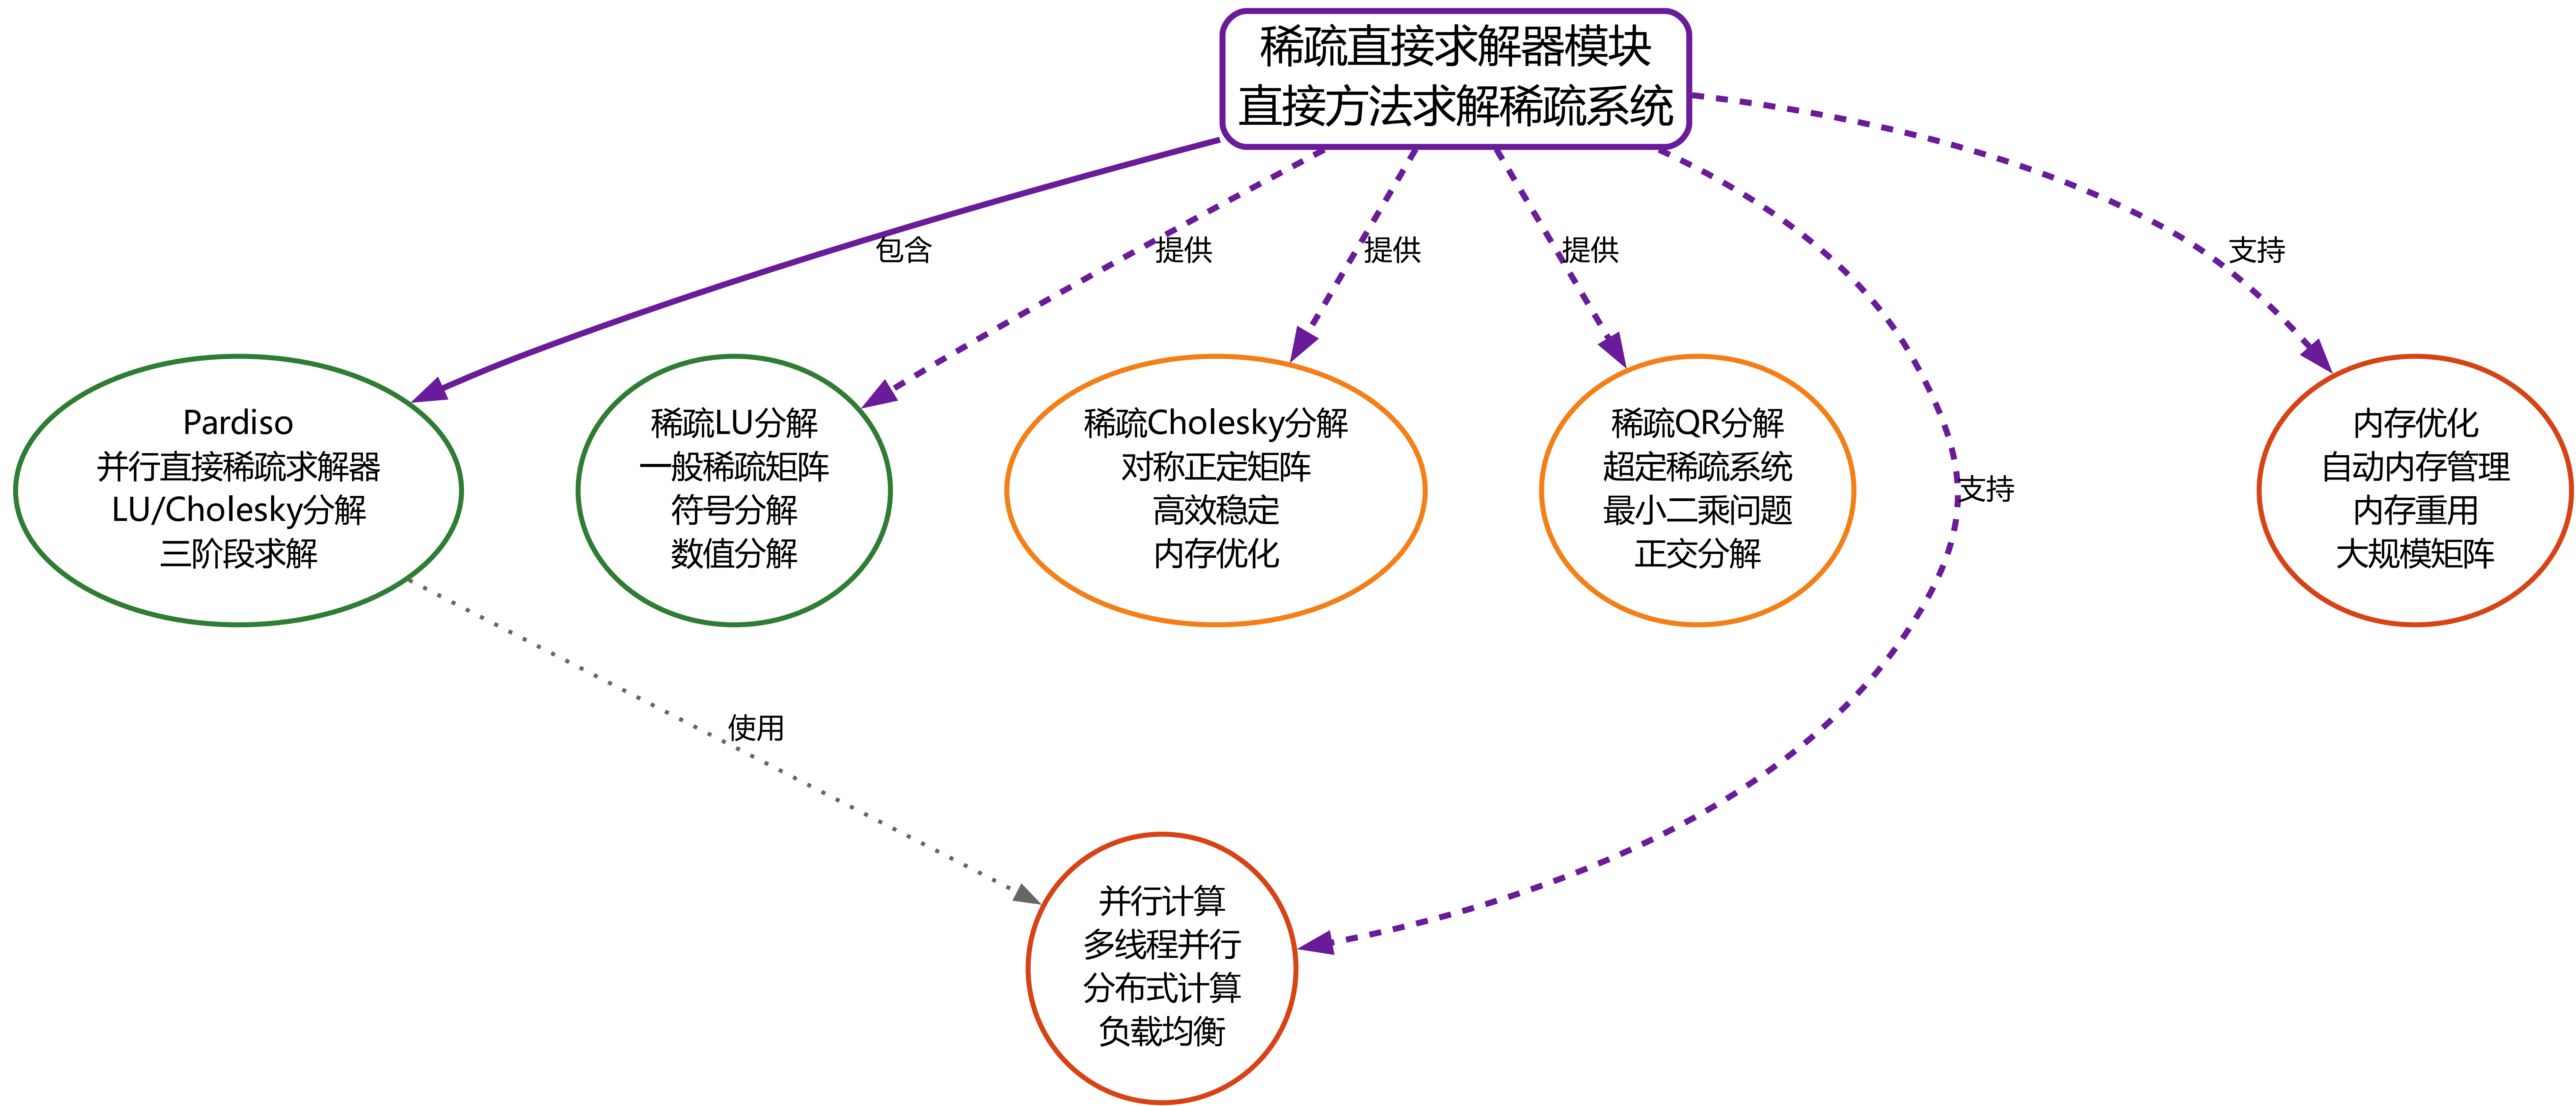 稀疏直接求解器模块
直接方法求解稀疏系统
包含
提供
提供
提供
支持
Pardiso
并行直接稀疏求解器
LU/Cholesky分解
三阶段求解
稀疏LU分解
一般稀疏矩阵
符号分解
数值分解
稀疏Cholesky分解
对称正定矩阵
高效稳定
内存优化
稀疏QR分解
超定稀疏系统
最小二乘问题
正交分解
支持
内存优化
自动内存管理
内存重用
大规模矩阵
使用
并行计算
多线程并行
分布式计算
负载均衡